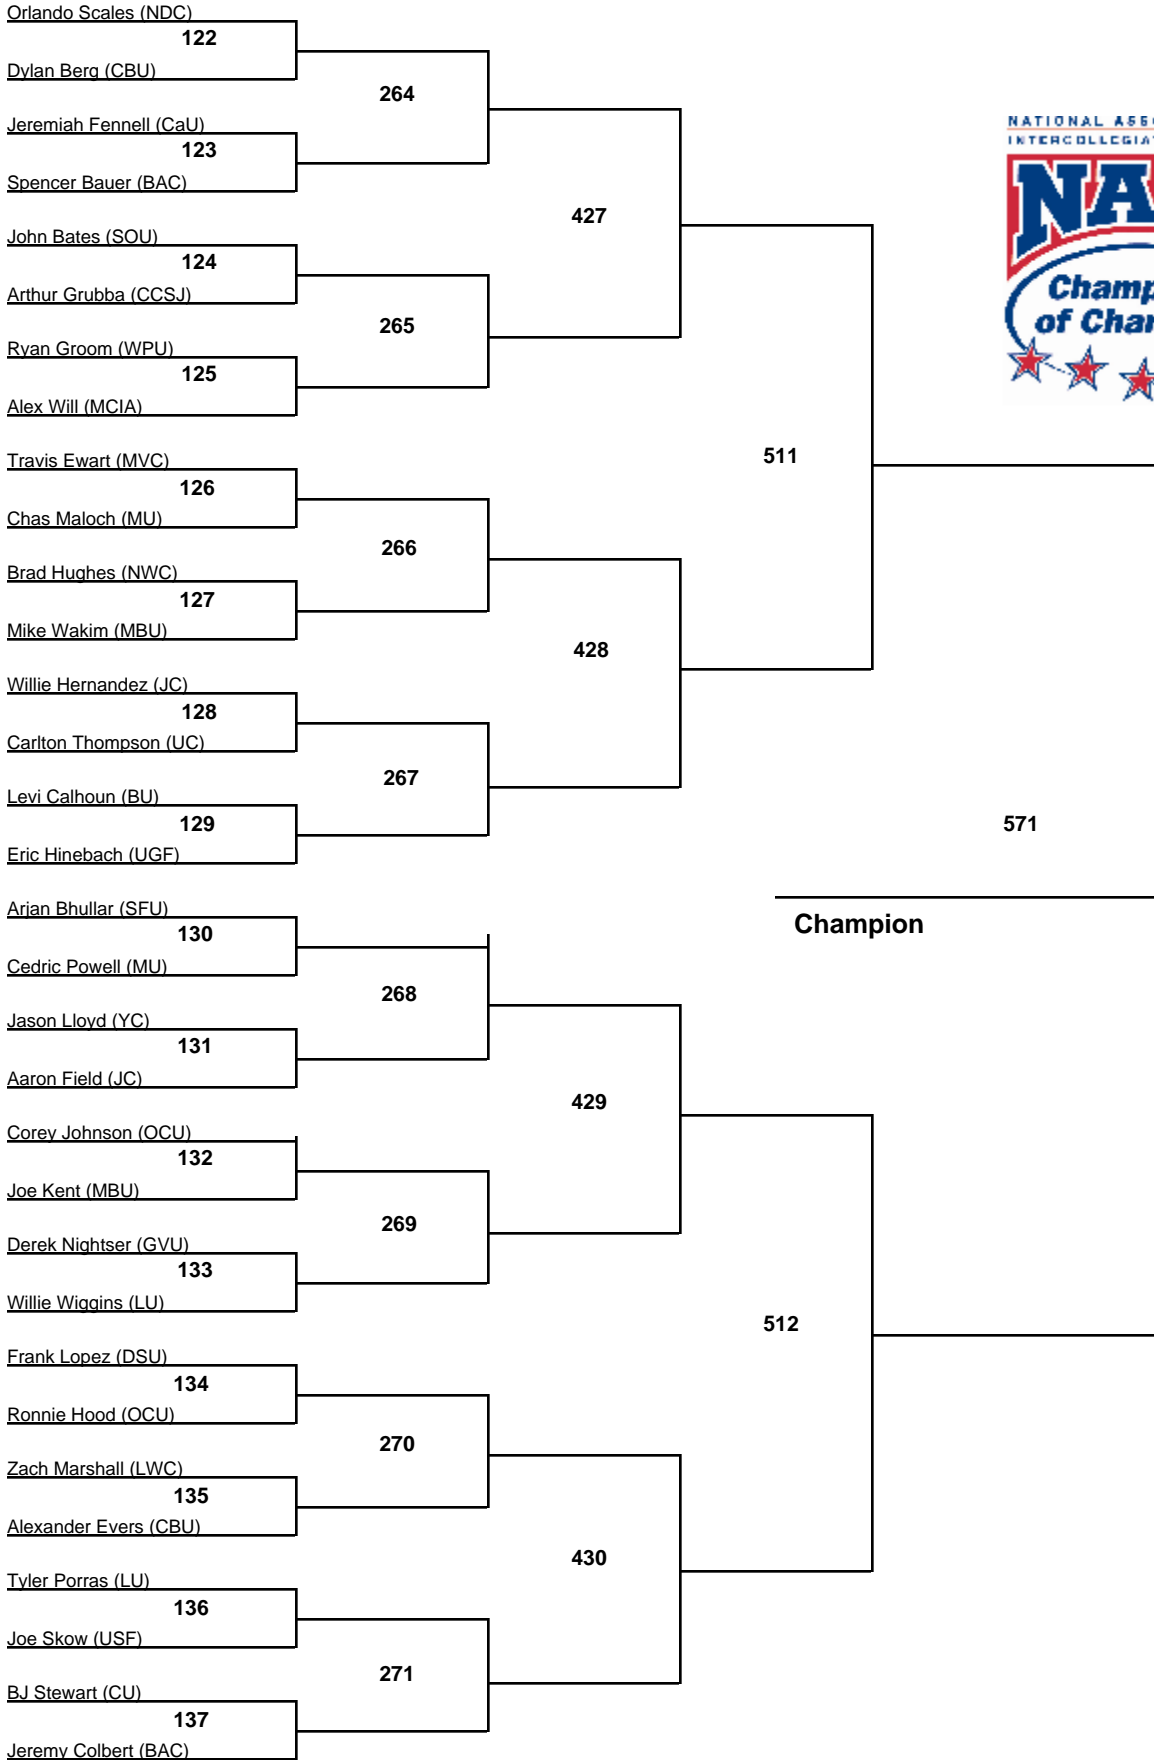 Orlando Scales (NDC)
122
Dylan Berg (CBU)
264
Jeremiah Fennell (CaU)
123
Spencer Bauer (BAC)
427
John Bates (SOU)
124
Arthur Grubba (CCSJ)
265
Ryan Groom (WPU)
125
Alex Will (MCIA)
511
Travis Ewart (MVC)
126
Chas Maloch (MU)
266
Brad Hughes (NWC)
127
Mike Wakim (MBU)
428
Willie Hernandez (JC)
128
Carlton Thompson (UC)
267
Levi Calhoun (BU)
129
Eric Hinebach (UGF)
571
Champion
Arjan Bhullar (SFU)
130
Cedric Powell (MU)
268
Jason Lloyd (YC)
131
Aaron Field (JC)
429
Corey Johnson (OCU)
132
Joe Kent (MBU)
269
Derek Nightser (GVU)
133
Willie Wiggins (LU)
512
Frank Lopez (DSU)
134
Ronnie Hood (OCU)
270
Zach Marshall (LWC)
135
Alexander Evers (CBU)
430
Tyler Porras (LU)
136
Joe Skow (USF)
271
BJ Stewart (CU)
137
Jeremy Colbert (BAC)
NATIONAL
of